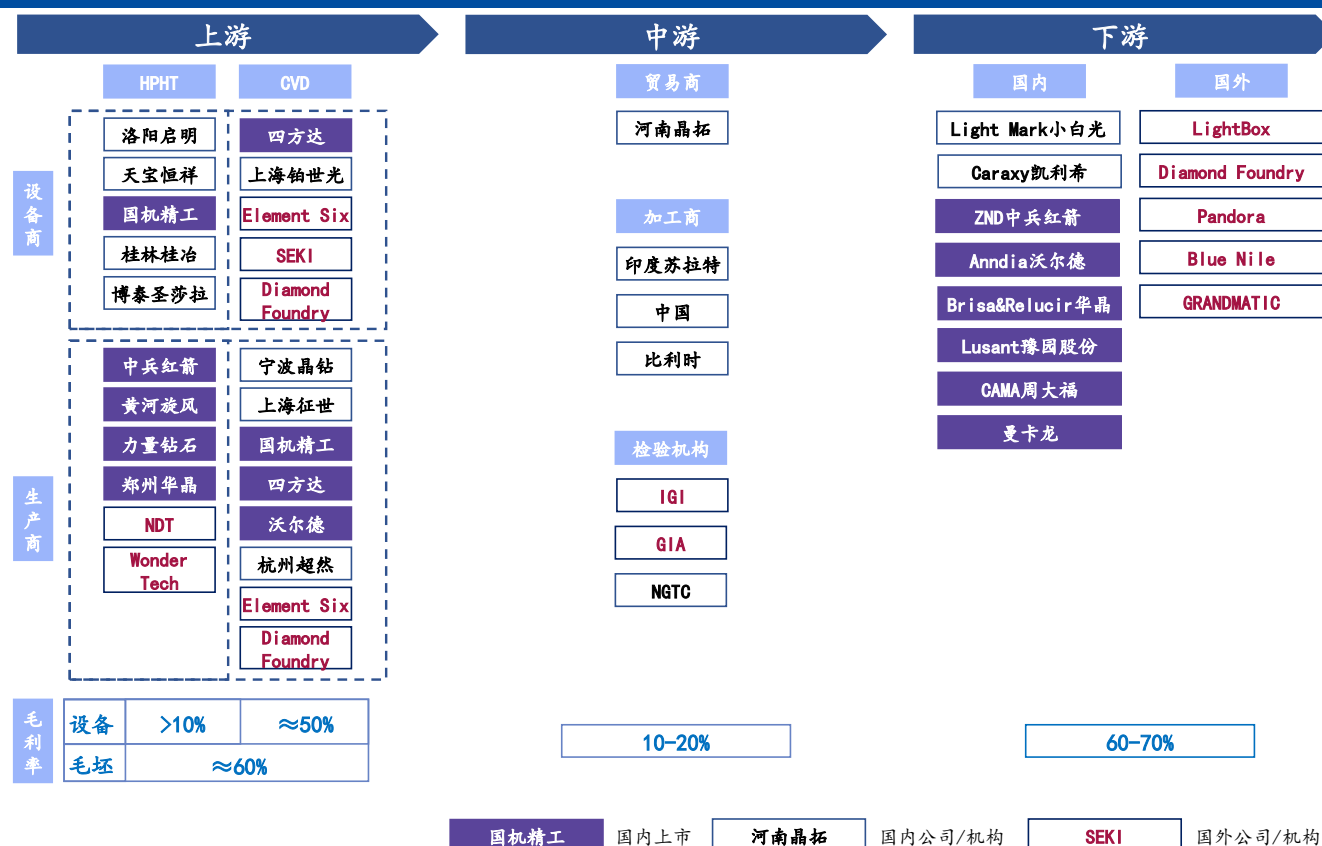 上游
中游
下游
HPHT
CVD
贸易商
国内
国外
设备商
洛阳启明
天宝恒祥
国机精工
桂林桂冶
博泰圣莎拉
四方达
上海铂世光
Element Six
SEKI
Diamond
Foundry
生产商
中兵红箭
黄河旋风
力量钻石
郑州华晶
NDT
Wonder
Tech
宁波晶钻
上海征世
国机精工
四方达
沃尔德
杭州超然
Element Six
Diamond
Foundry
河南晶拓
加工商
印度苏拉特
中国
比利时
检验机构
IGI
GIA
NGTC
Light Mark小白光
Caraxy凯利希
ZND中兵红箭
Anndia沃尔德
Brisa&Relucir华晶
Lusant豫园股份
CAMA周大福
曼卡龙
LightBox
Diamond Foundry
Pandora
Blue Nile
GRANDMATIC
毛利率
设备 >10% ≈50%
毛坯 ≈60%
10-20%
60-70%
国机精工 国内上市 河南晶拓 国内公司/机构 SEKI 国外公司/机构